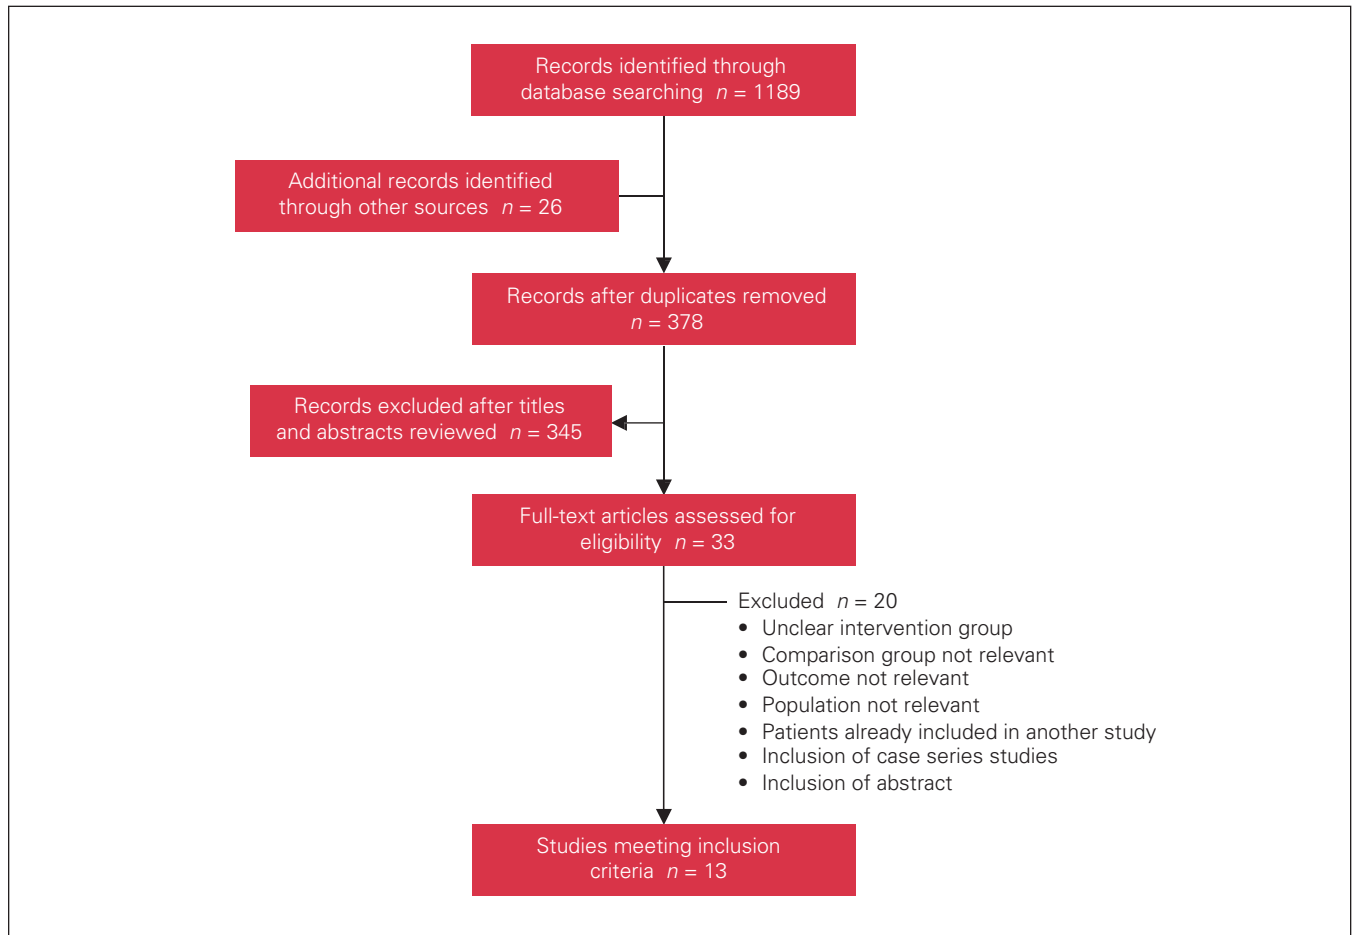 Records identified through
database searching n = 1189
Additional records identified
through other sources n = 26
Records after duplicates removed
n = 378
Records excluded after titles
and abstracts reviewed n = 345
Full-text articles assessed for
eligibility n = 33
Excluded n = 20
• Unclear intervention group
• Comparison group not relevant
• Outcome not relevant
• Population not relevant
• Patients already included in another study
• Inclusion of case series studies
• Inclusion of abstract
Studies meeting inclusion
criteria n = 13